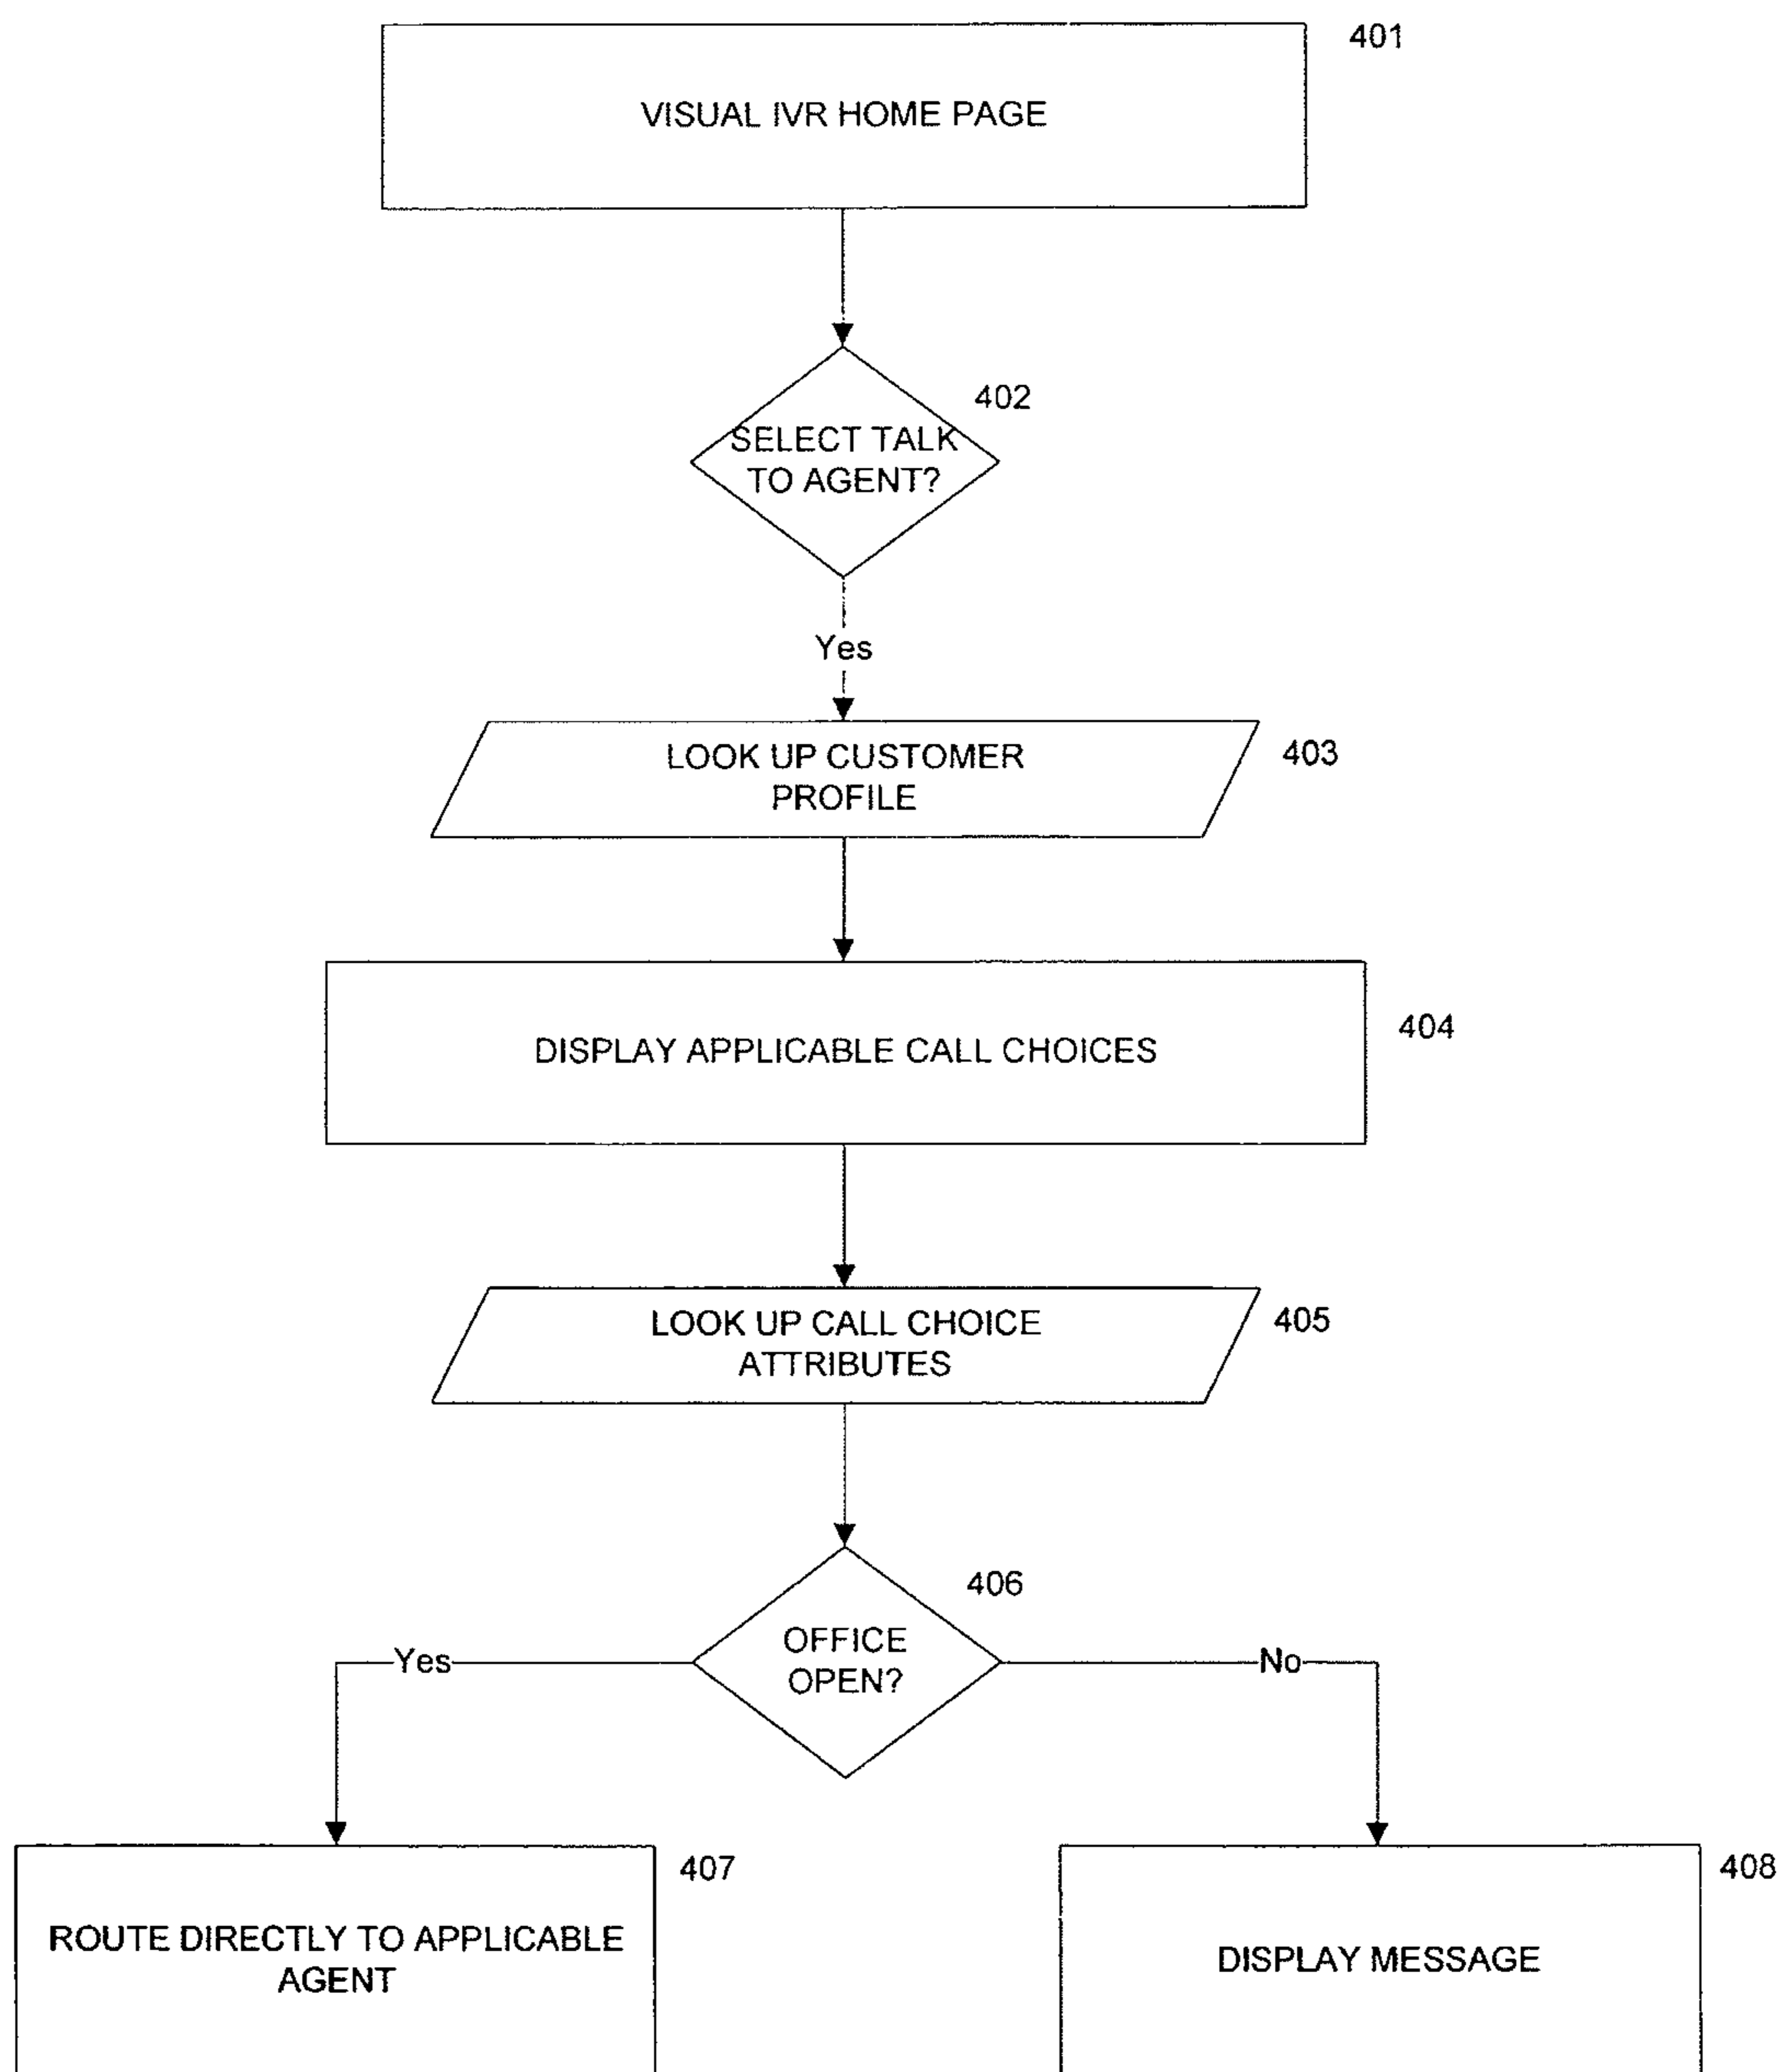 401
VISUAL IVR HOME PAGE
402
SELECT TALK
TO AGENT?
Yes
LOOK UP CUSTOMER
PROFILE
403
DISPLAY APPLICABLE CALL CHOICES
404
LOOK UP CALL CHOICE
ATTRIBUTES
405
406
OFFICE
OPEN?
Yes
No
407
ROUTE DIRECTLY TO APPLICABLE
AGENT
408
DISPLAY MESSAGE